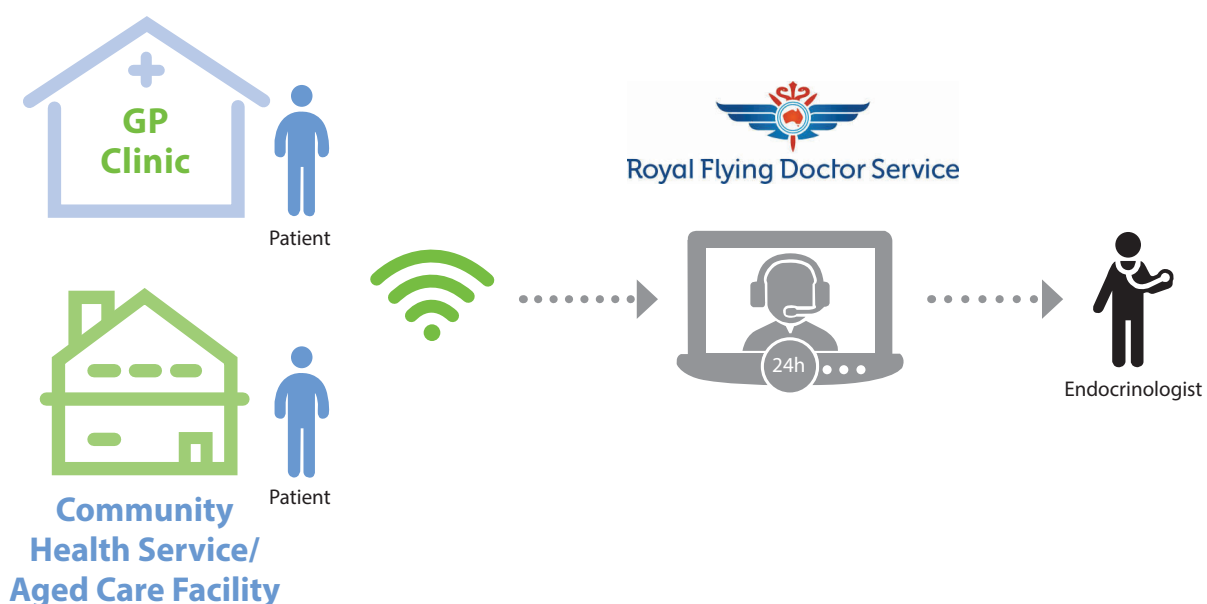 GP
Clinic
Patient
Royal Flying Doctor Service
24h
Endocrinologist
Patient
Community
Health Service/
Aged Care Facility